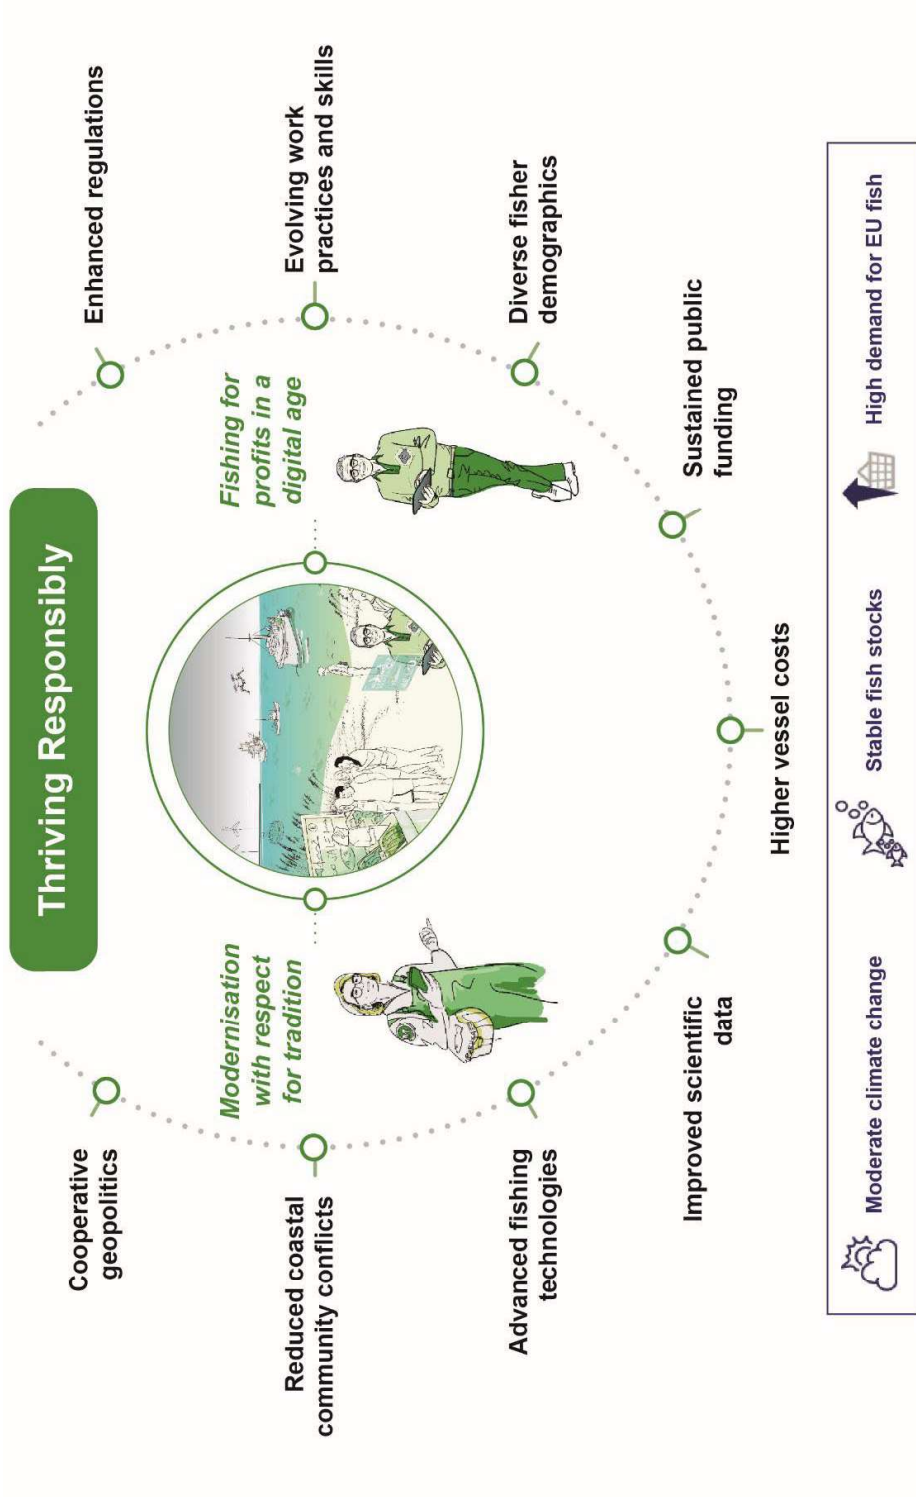 Thriving Responsibly
Cooperative
geopolitics
Enhanced regulations
Modernisation
with respect
for tradition
Fishing for
profits in a
digital age
Reduced coastal
community conflicts
Evolving work
practices and skills
Advanced fishing
technologies
Diverse fisher
demographics
Improved scientific
data
Sustained public
funding
Higher vessel costs
Moderate climate change
Stable fish stocks
High demand for EU fish